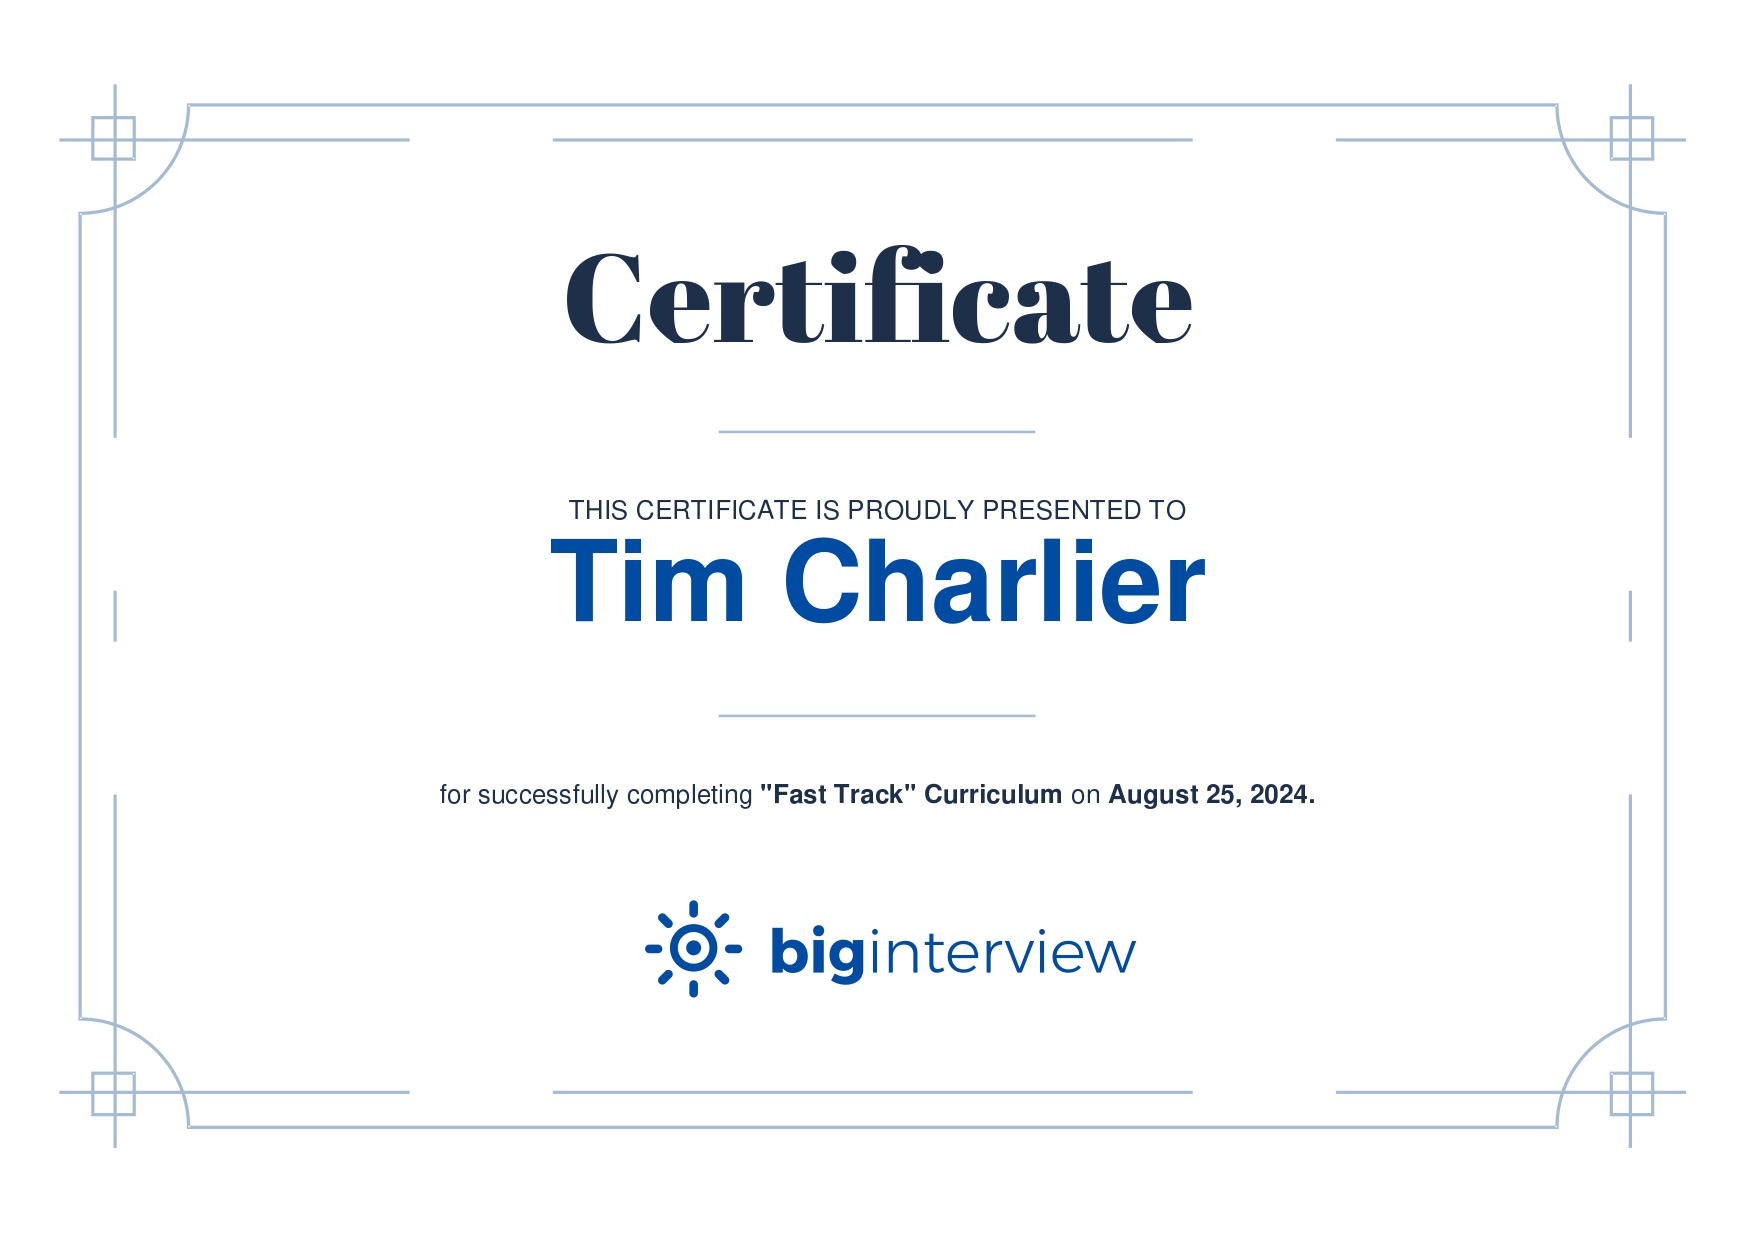 Certificate
THIS CERTIFICATE IS PROUDLY PRESENTED TO
Tim Charlier
for successfully completing "Fast Track" Curriculum on August 25, 2024.
biginterview